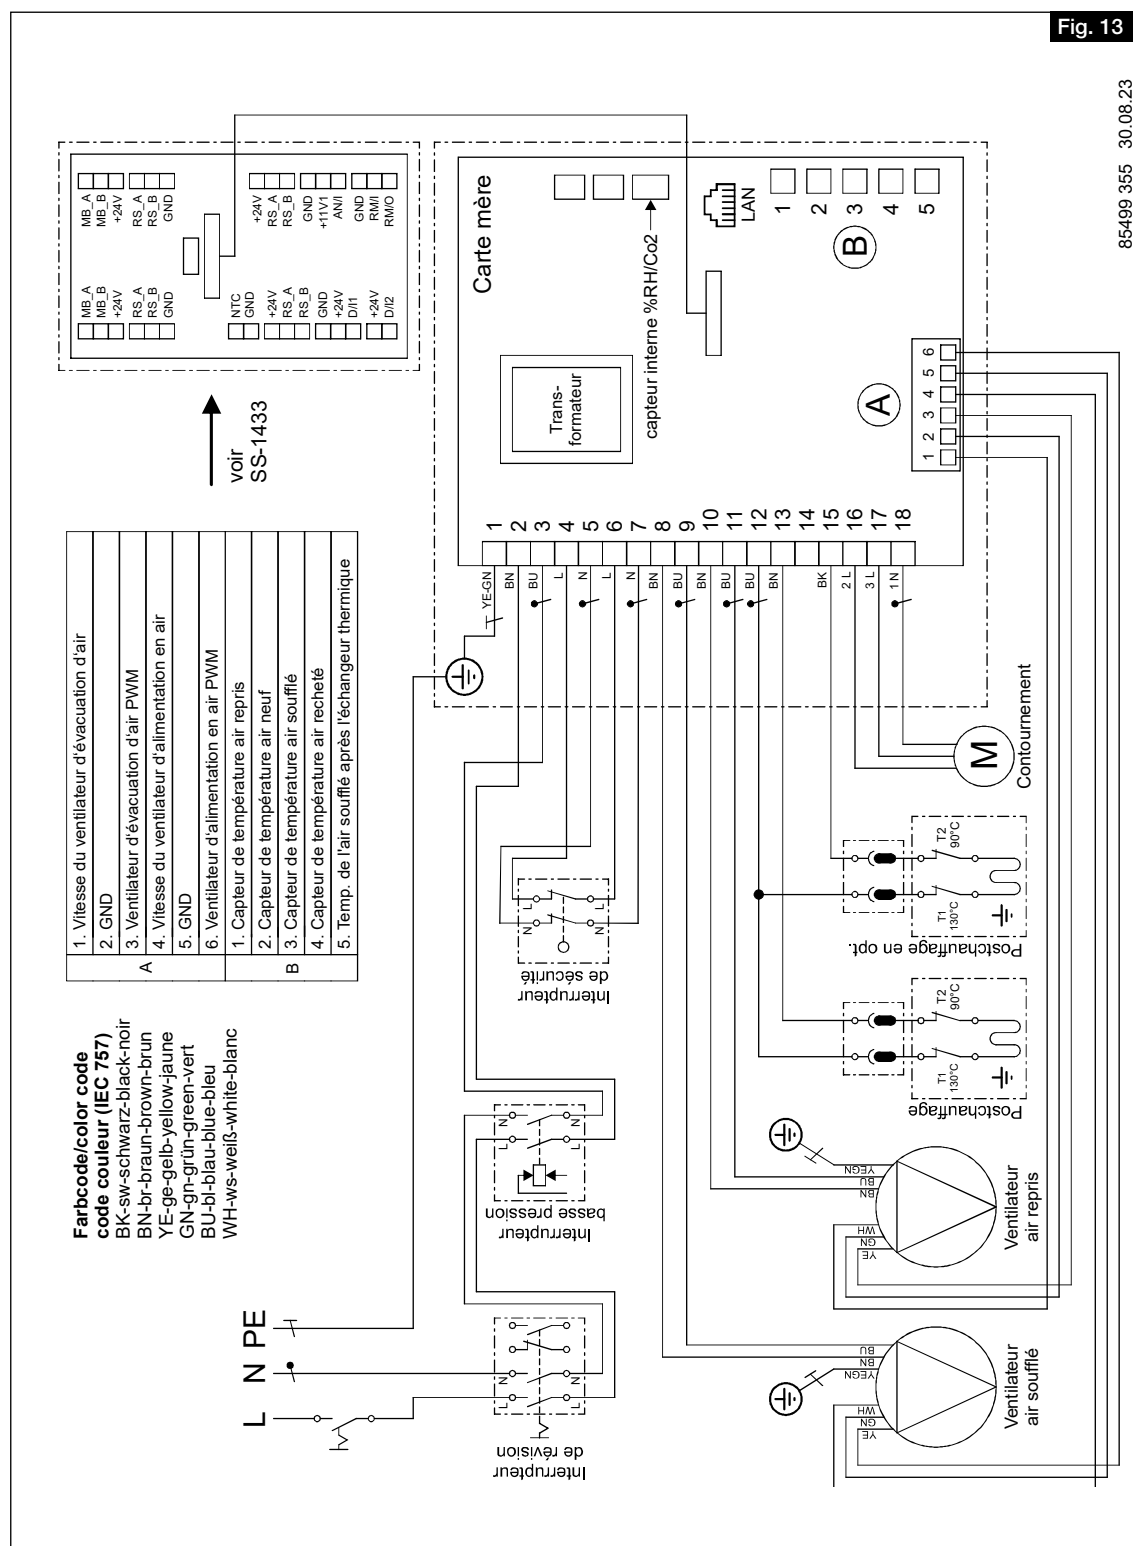 Fig. 13
85499 355 30.08.23
MB_A
MB_B
+24V
RS_A
RS_B
GND
+24V
RS_A
RS_B
GND
+11V1
AN/I
GND
RM/I
RM/O
MB_A
MB_B
+24V
RS_A
RS_B
GND
NTC
GND
+24V
RS_A
RS_B
GND
+24V
D/I1
+24V
D/I2
voir
SS-1433
Carte mère
capteur interne %RH/Co2
Trans-
formateur
LAN
1
2
3
4
5
B
A
1
2
3
4
5
6
1
2
3
4
5
6
7
8
9
10
11
12
13
14
15
16
17
18
YE-GN
BN
BU
L
N
L
N
BN
BU
BN
BU
BU
BN
BK
2 L
3 L
1 N
A
1. Vitesse du ventilateur d'évacuation d'air
2. GND
3. Ventilateur d'évacuation d'air PWM
4. Vitesse du ventilateur d'alimentation en air
5. GND
6. Ventilateur d'alimentation en air PWM
B
1. Capteur de température air repris
2. Capteur de température air neuf
3. Capteur de température air soufflé
4. Capteur de température air recheté
5. Temp. de l'air soufflé après l'échangeur thermique
Farbcode/color code
code couleur (IEC 757)
BK-sw-schwarz-black-noir
BN-br-braun-brown-brun
YE-ge-gelb-yellow-jaune
GN-gn-grün-green-vert
BU-bl-blau-blue-bleu
WH-ws-weiß-white-blanc
L N PE
Interrupteur
de révision
L
N
L
N
Interrupteur
basse pression
L
N
L
N
Interrupteur
de sécurité
N
L
N
L
M
Contournement
Postchauffage en opt.
T1
130°C
T2
90°C
Postchauffage
T1
130°C
T2
90°C
Ventilateur
air repris
YEGN
BU
BN
WH
GN
YE
Ventilateur
air soufflé
BU
BN
YEGN
WH
GN
YE